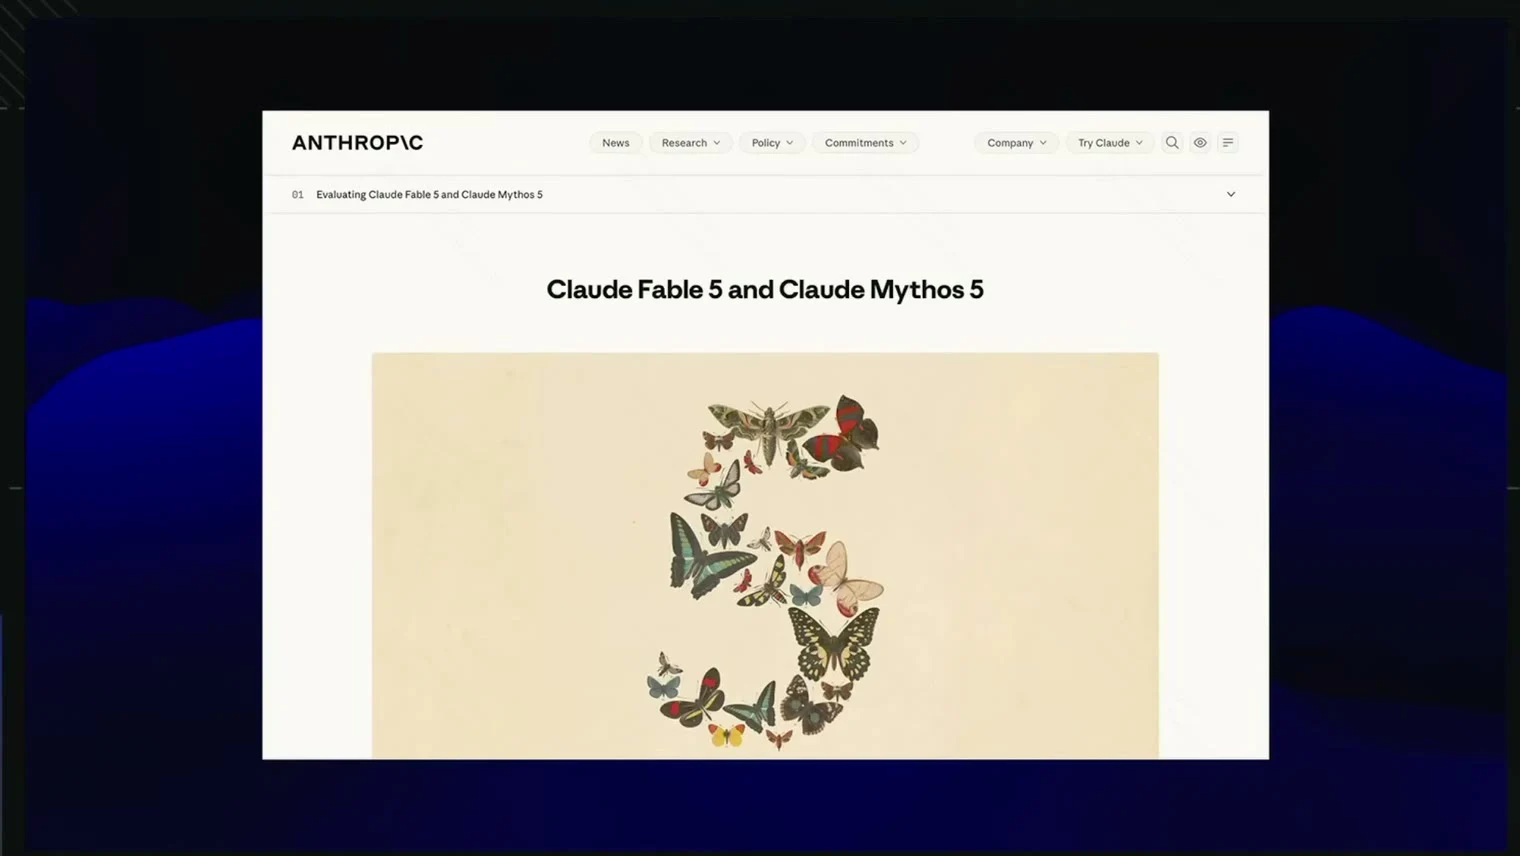 ANTHROP\C
News
Research
Policy
Commitments
Company
Try Claude
01 Evaluating Claude Fable 5 and Claude Mythos 5
Claude Fable 5 and Claude Mythos 5